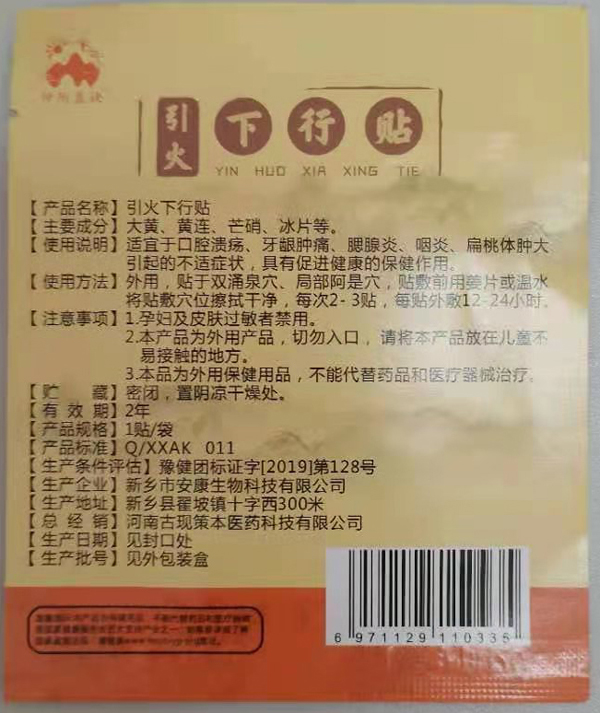 引火下行贴
YIN HUO XIA XING TIE
【产品名称】引火下行贴
【主要成分】大黄、黄连、芒硝、冰片等。
【使用说明】适宜于口腔溃疡、牙龈肿痛、腮腺炎、咽炎、扁桃体肿大
引起的不适症状，具有促进健康的保健作用。
【使用方法】外用，贴于双涌泉穴、局部阿是穴，贴敷前用姜片或温水
将贴敷穴位擦拭干净，每次2-3贴，每贴外敷12-24小时。
【注意事项】1.孕妇及皮肤过敏者禁用。
2.本产品为外用产品，切勿入口，请将本产品放在儿童不
易接触的地方。
3.本品为外用保健用品，不能代替药品和医疗器械治疗。
【贮 藏】密闭，置阴凉干燥处。
【有 效 期】2年
【产品规格】1贴/袋
【产品标准】Q/XXAK 011
【生产条件评估】豫健团标证字[2019]第128号
【生产企业】新乡市安康生物科技有限公司
【生产地址】新乡县翟坡镇十字西300米
【总 经 销】河南古现策本医药科技有限公司
【生产日期】见封口处
【生产批号】见外包装盒
6 971129 110335